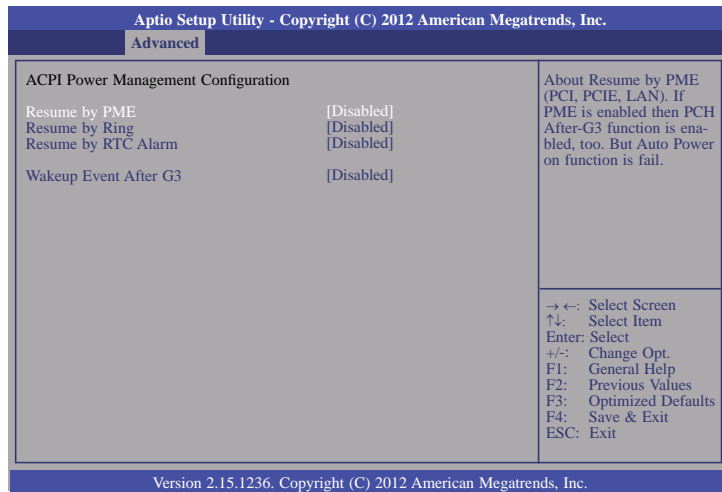 Aptio Setup Utility - Copyright (C) 2012 American Megatrends, Inc.
Advanced
ACPI Power Management Configuration
Resume by PME [Disabled]
Resume by Ring [Disabled]
Resume by RTC Alarm [Disabled]
Wakeup Event After G3 [Disabled]
About Resume by PME
(PCI, PCIE, LAN). If
PME is enabled then PCH
After-G3 function is ena-
bled, too. But Auto Power
on function is fail.
→←: Select Screen
↑↓: Select Item
Enter: Select
+/-: Change Opt.
F1: General Help
F2: Previous Values
F3: Optimized Defaults
F4: Save & Exit
ESC: Exit
Version 2.15.1236. Copyright (C) 2012 American Megatrends, Inc.